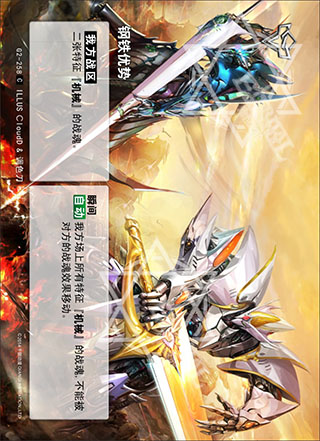 钢铁优势
我方战区
二张特征『机械』的战魂。
瞬间
自动 我方场上所有特征『机械』的战魂，不能被
对方的战魂效果移动。
G2-258 C ILLUS CloudD & 调色刀